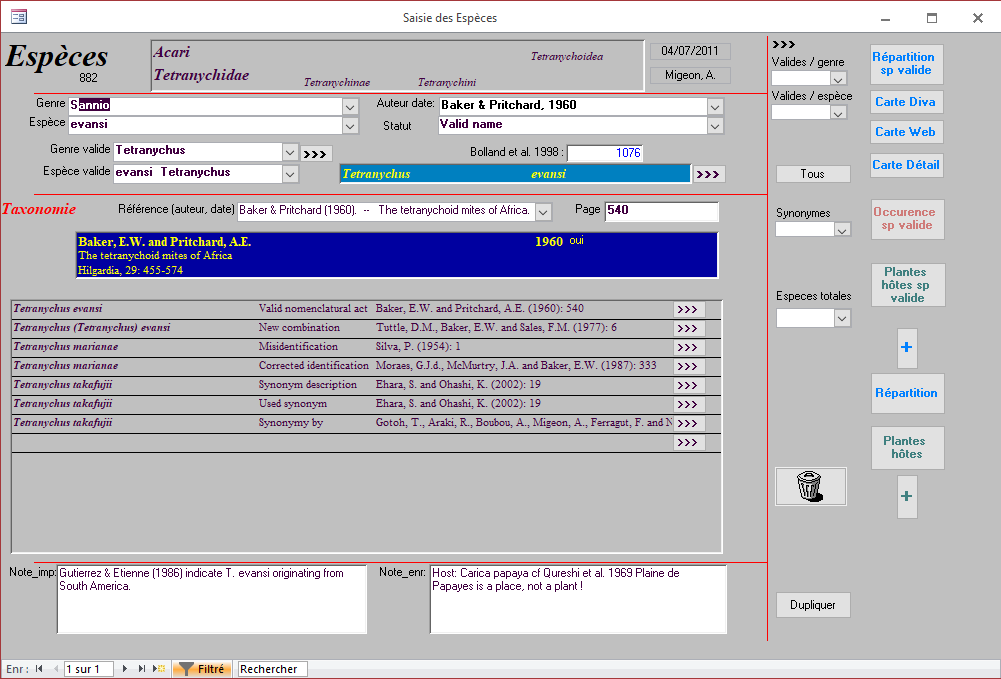 Saisie des Espèces
Espèces
882
Acari
Tetranychidae
Tetranychinae
Tetranychini
Tetranychoidea
04/07/2011
Migeon, A.
Genre Sannio
Auteur date: Baker & Pritchard, 1960
Espèce evansi
Statut Valid name
Genre valide Tetranychus >>>
Bolland et al. 1998 : 1076
Espèce valide evansi Tetranychus
Tetranychus evansi >>>
Taxonomie
Référence (auteur, date) Baker & Pritchard (1960). -- The tetranychoid mites of Africa.
Page 540
Baker, E.W. and Pritchard, A.E. 1960 oui
The tetranychoid mites of Africa
Hilgardia, 29: 455-574
Tetranychus evansi Valid nomenclatural act Baker, E.W. and Pritchard, A.E. (1960): 540 >>>
Tetranychus (Tetranychus) evansi New combination Tuttle, D.M., Baker, E.W. and Sales, F.M. (1977): 6 >>>
Tetranychus marianae Misidentification Silva, P. (1954): 1 >>>
Tetranychus marianae Corrected identification Moraes, G.J.d., McMurtry, J.A. and Baker, E.W. (1987): 333 >>>
Tetranychus takafujii Synonym description Ehara, S. and Ohashi, K. (2002): 19 >>>
Tetranychus takafujii Used synonym Ehara, S. and Ohashi, K. (2002): 19 >>>
Tetranychus takafujii Synonymy by Gotoh, T., Araki, R., Boubou, A., Migeon, A., Ferragut, F. and N >>>
>>>
Note_imp: Gutierrez & Etienne (1986) indicate T. evansi originating from
South America.
Note_enr: Host: Carica papaya cf Qureshi et al. 1969 Plaine de
Papayes is a place, not a plant !
>>>
Valides / genre
Valides / espèce
Tous
Synonymes
Especes totales
Dupliquer
Répartition
sp valide
Carte Diva
Carte Web
Carte Détail
Occurence
sp valide
Plantes
hôtes sp
valide
+
Répartition
Plantes
hôtes
+
Enr : 1 sur 1 Filtré Rechercher